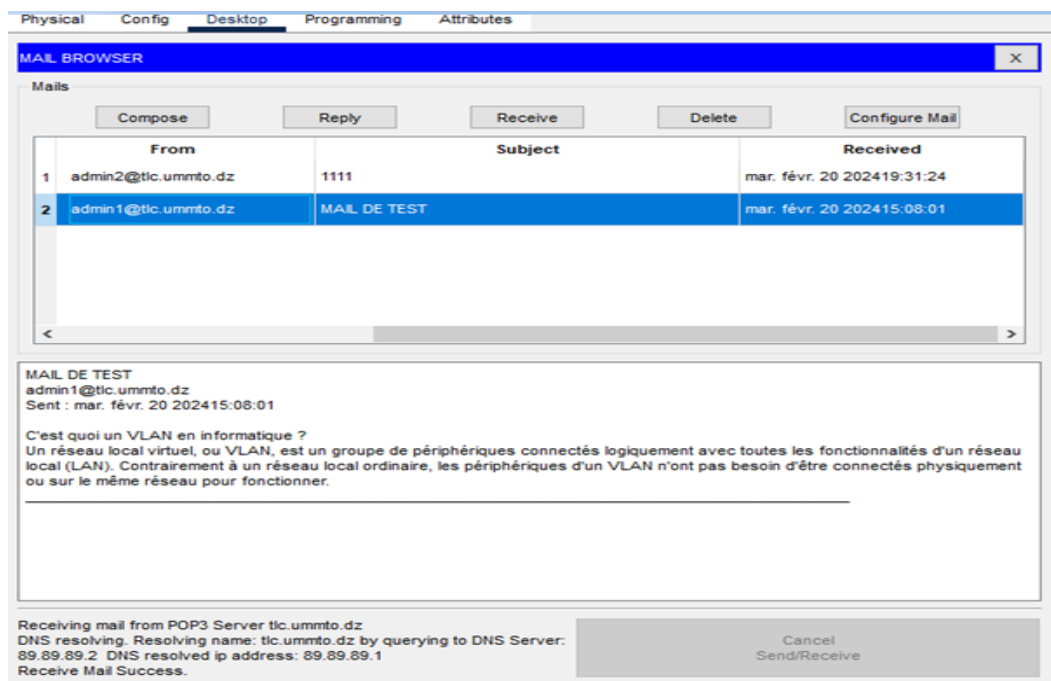 Physical Config Desktop Programming Attributes
MAIL BROWSER X
Mails
Compose Reply Receive Delete Configure Mail
From Subject Received
1 admin2@tlc.ummto.dz 1111 mar. févr. 20 202419:31:24
2 admin1@tlc.ummto.dz MAIL DE TEST mar. févr. 20 202415:08:01
MAIL DE TEST
admin1@tlc.ummto.dz
Sent : mar. févr. 20 202415:08:01
C'est quoi un VLAN en informatique ?
Un réseau local virtuel, ou VLAN, est un groupe de périphériques connectés logiquement avec toutes les fonctionnalités d'un réseau
local (LAN). Contrairement à un réseau local ordinaire, les périphériques d'un VLAN n'ont pas besoin d'être connectés physiquement
ou sur le même réseau pour fonctionner.
Receiving mail from POP3 Server tlc.ummto.dz
DNS resolving. Resolving name: tlc.ummto.dz by querying to DNS Server:
89.89.89.2 DNS resolved ip address: 89.89.89.1
Receive Mail Success.
Cancel
Send/Receive